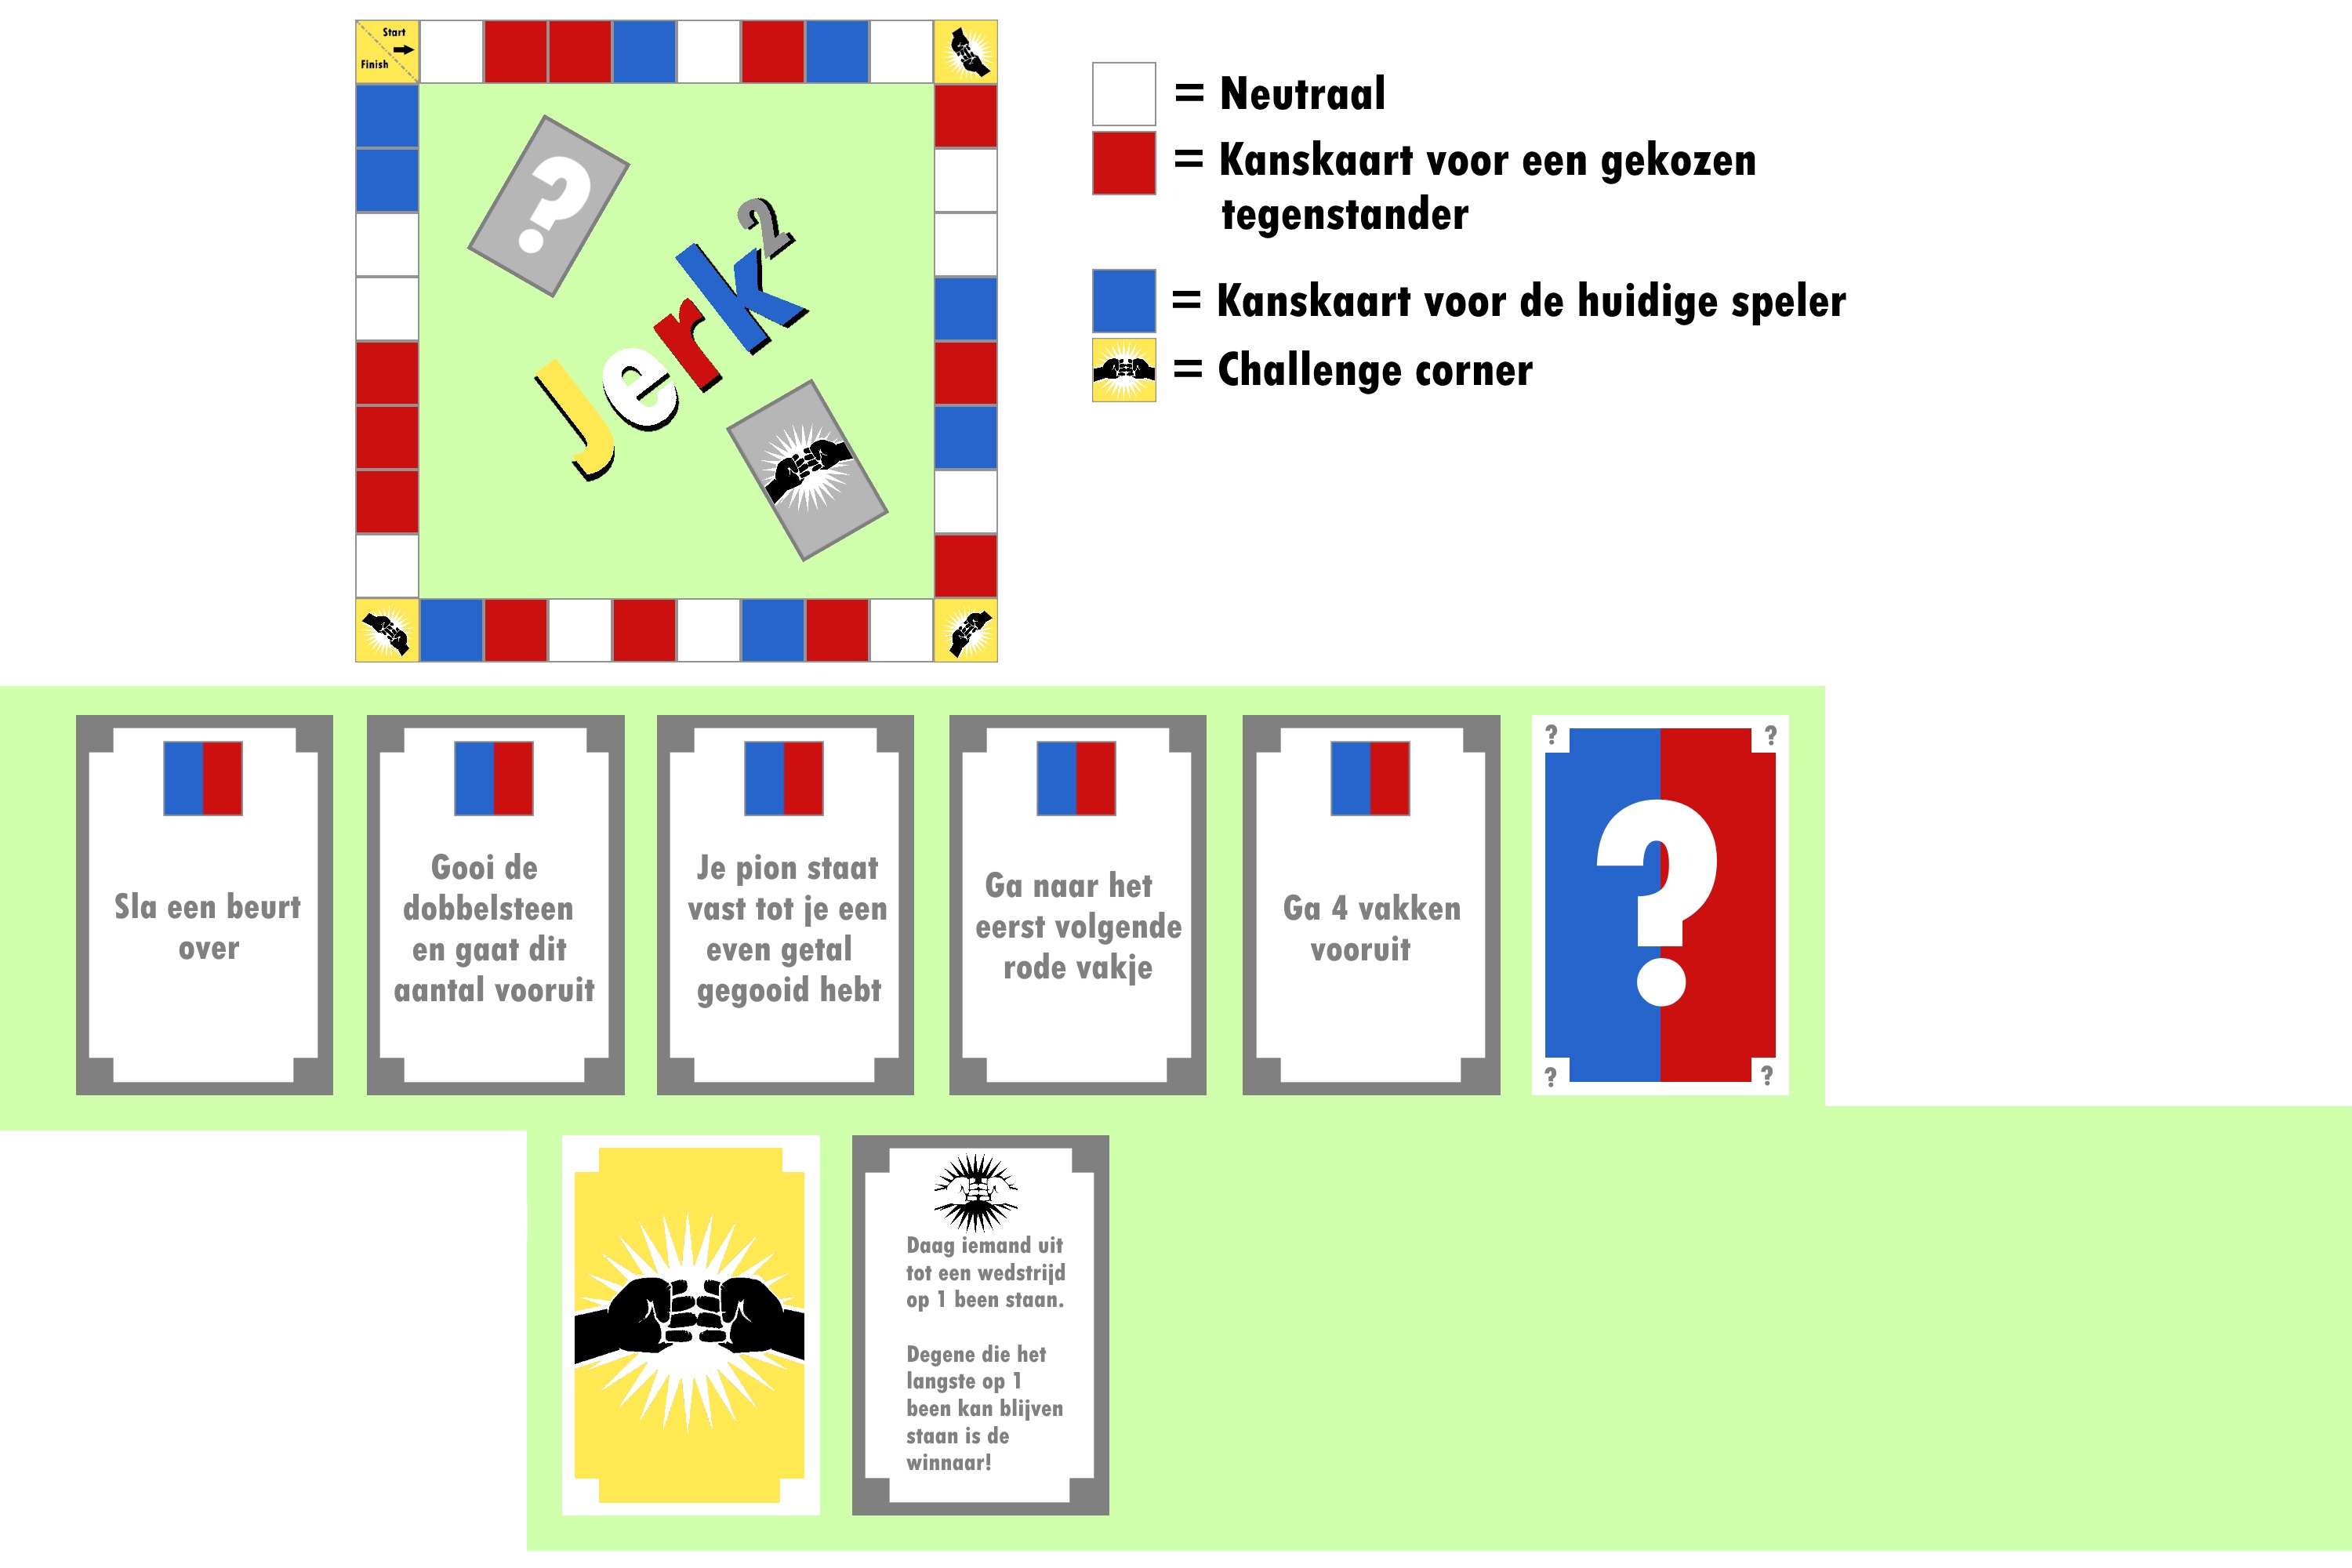 Start
Finish
?
Jerk²
= Neutraal
= Kanskaart voor een gekozen
tegenstander
= Kanskaart voor de huidige speler
= Challenge corner
Sla een beurt
over
Gooi de
dobbelsteen
en gaat dit
aantal vooruit
Je pion staat
vast tot je een
even getal
gegooid hebt
Ga naar het
eerst volgende
rode vakje
Ga 4 vakken
vooruit
? ?
?
? ?
Daag iemand uit
tot een wedstrijd
op 1 been staan.
Degene die het
langste op 1
been kan blijven
staan is de
winnaar!